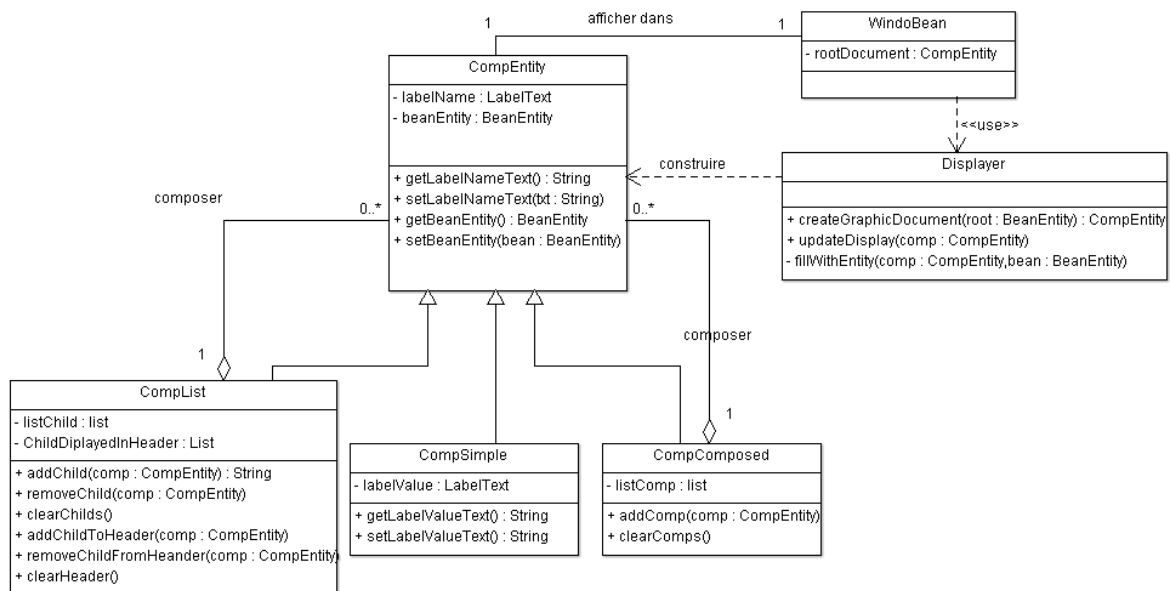 afficher dans
1
1
WindoBean
- rootDocument : CompEntity
CompEntity
- labelName : LabelText
- beanEntity : BeanEntity
+ getLabelNameText() : String
+ setLabelNameText(txt : String)
+ getBeanEntity() : BeanEntity
+ setBeanEntity(bean : BeanEntity)
<<use>>
construire
Displayer
+ createGraphicDocument(root : BeanEntity) : CompEntity
+ updateDisplay(comp : CompEntity)
- fillWithEntity(comp : CompEntity,bean : BeanEntity)
composer
0..*
0..*
composer
1
1
CompList
- listChild : list
- ChildDiplayedInHeader : List
+ addChild(comp : CompEntity) : String
+ removeChild(comp : CompEntity)
+ clearChilds()
+ addChildToHeader(comp : CompEntity)
+ removeChildFromHeander(comp : CompEntity)
+ clearHeader()
CompSimple
- labelValue : LabelText
+ getLabelValueText() : String
+ setLabelValueText() : String
CompComposed
- listComp : list
+ addComp(comp : CompEntity)
+ clearComps()